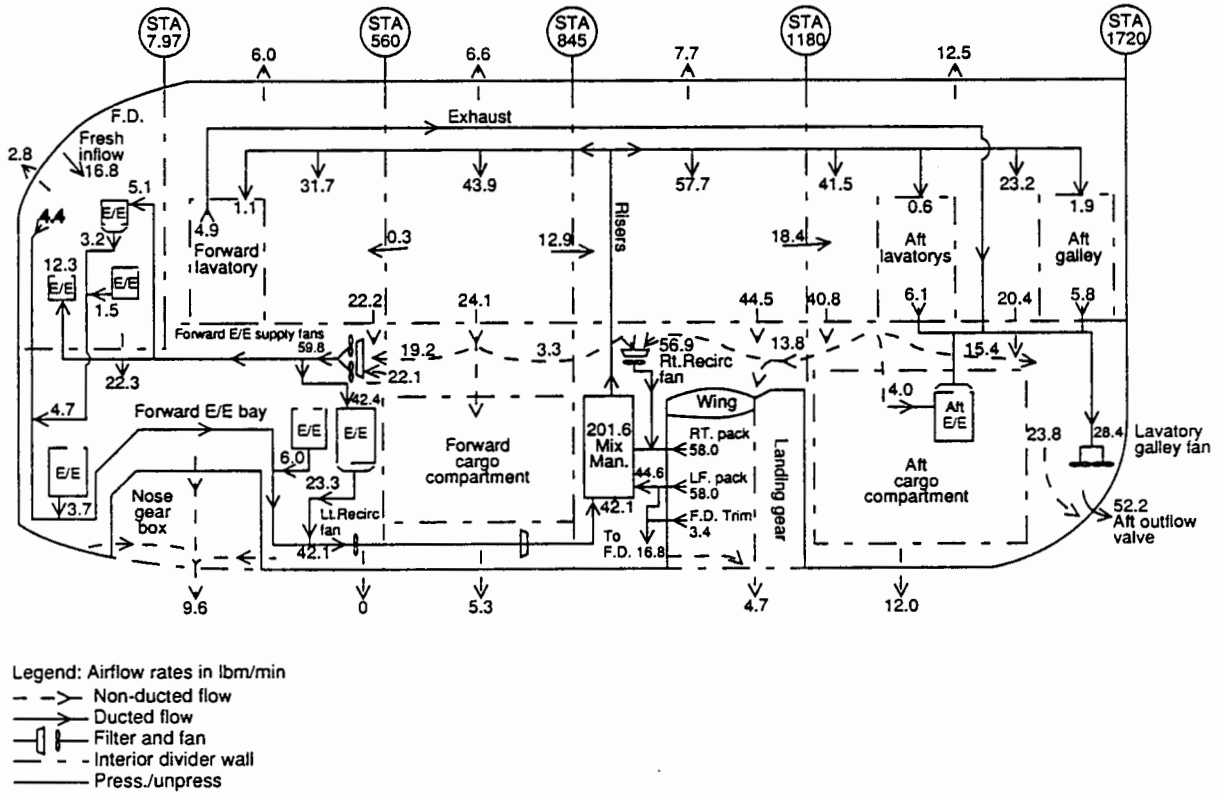 STA
7.97
STA
560
STA
845
STA
1180
STA
1720
6.0
6.6
7.7
12.5
F.D.
Fresh
inflow
16.8
2.8
Exhaust
5.1
4.4
E/E
3.2
12.3
E/E
E/E
1.5
1.1
4.9
Forward
lavatory
31.7
43.9
57.7
41.5
23.2
0.6
Aft
lavatorys
1.9
Aft
galley
Risers
0.3
12.9
18.4
22.2
24.1
44.5
40.8
6.1
20.4
5.8
Forward E/E supply fans
59.8
19.2
22.1
3.3
56.9
Rt.Recirc
fan
13.8
15.4
22.3
4.7
Forward E/E bay
42.4
E/E
E/E
6.0
E/E
3.7
23.3
Nose
gear
box
Lt.Recirc
fan
42.1
Forward
cargo
compartment
201.6
Mix
Man.
42.1
44.6
Wing
RT. pack
58.0
LF. pack
58.0
F.D. Trim
3.4
To
F.D. 16.8
Landing gear
4.0
Aft
E/E
Aft
cargo
compartment
23.8
28.4
Lavatory
galley fan
52.2
Aft outflow
valve
9.6
0
5.3
4.7
12.0
Legend: Airflow rates in lbm/min
Non-ducted flow
Ducted flow
Filter and fan
Interior divider wall
Press./unpress